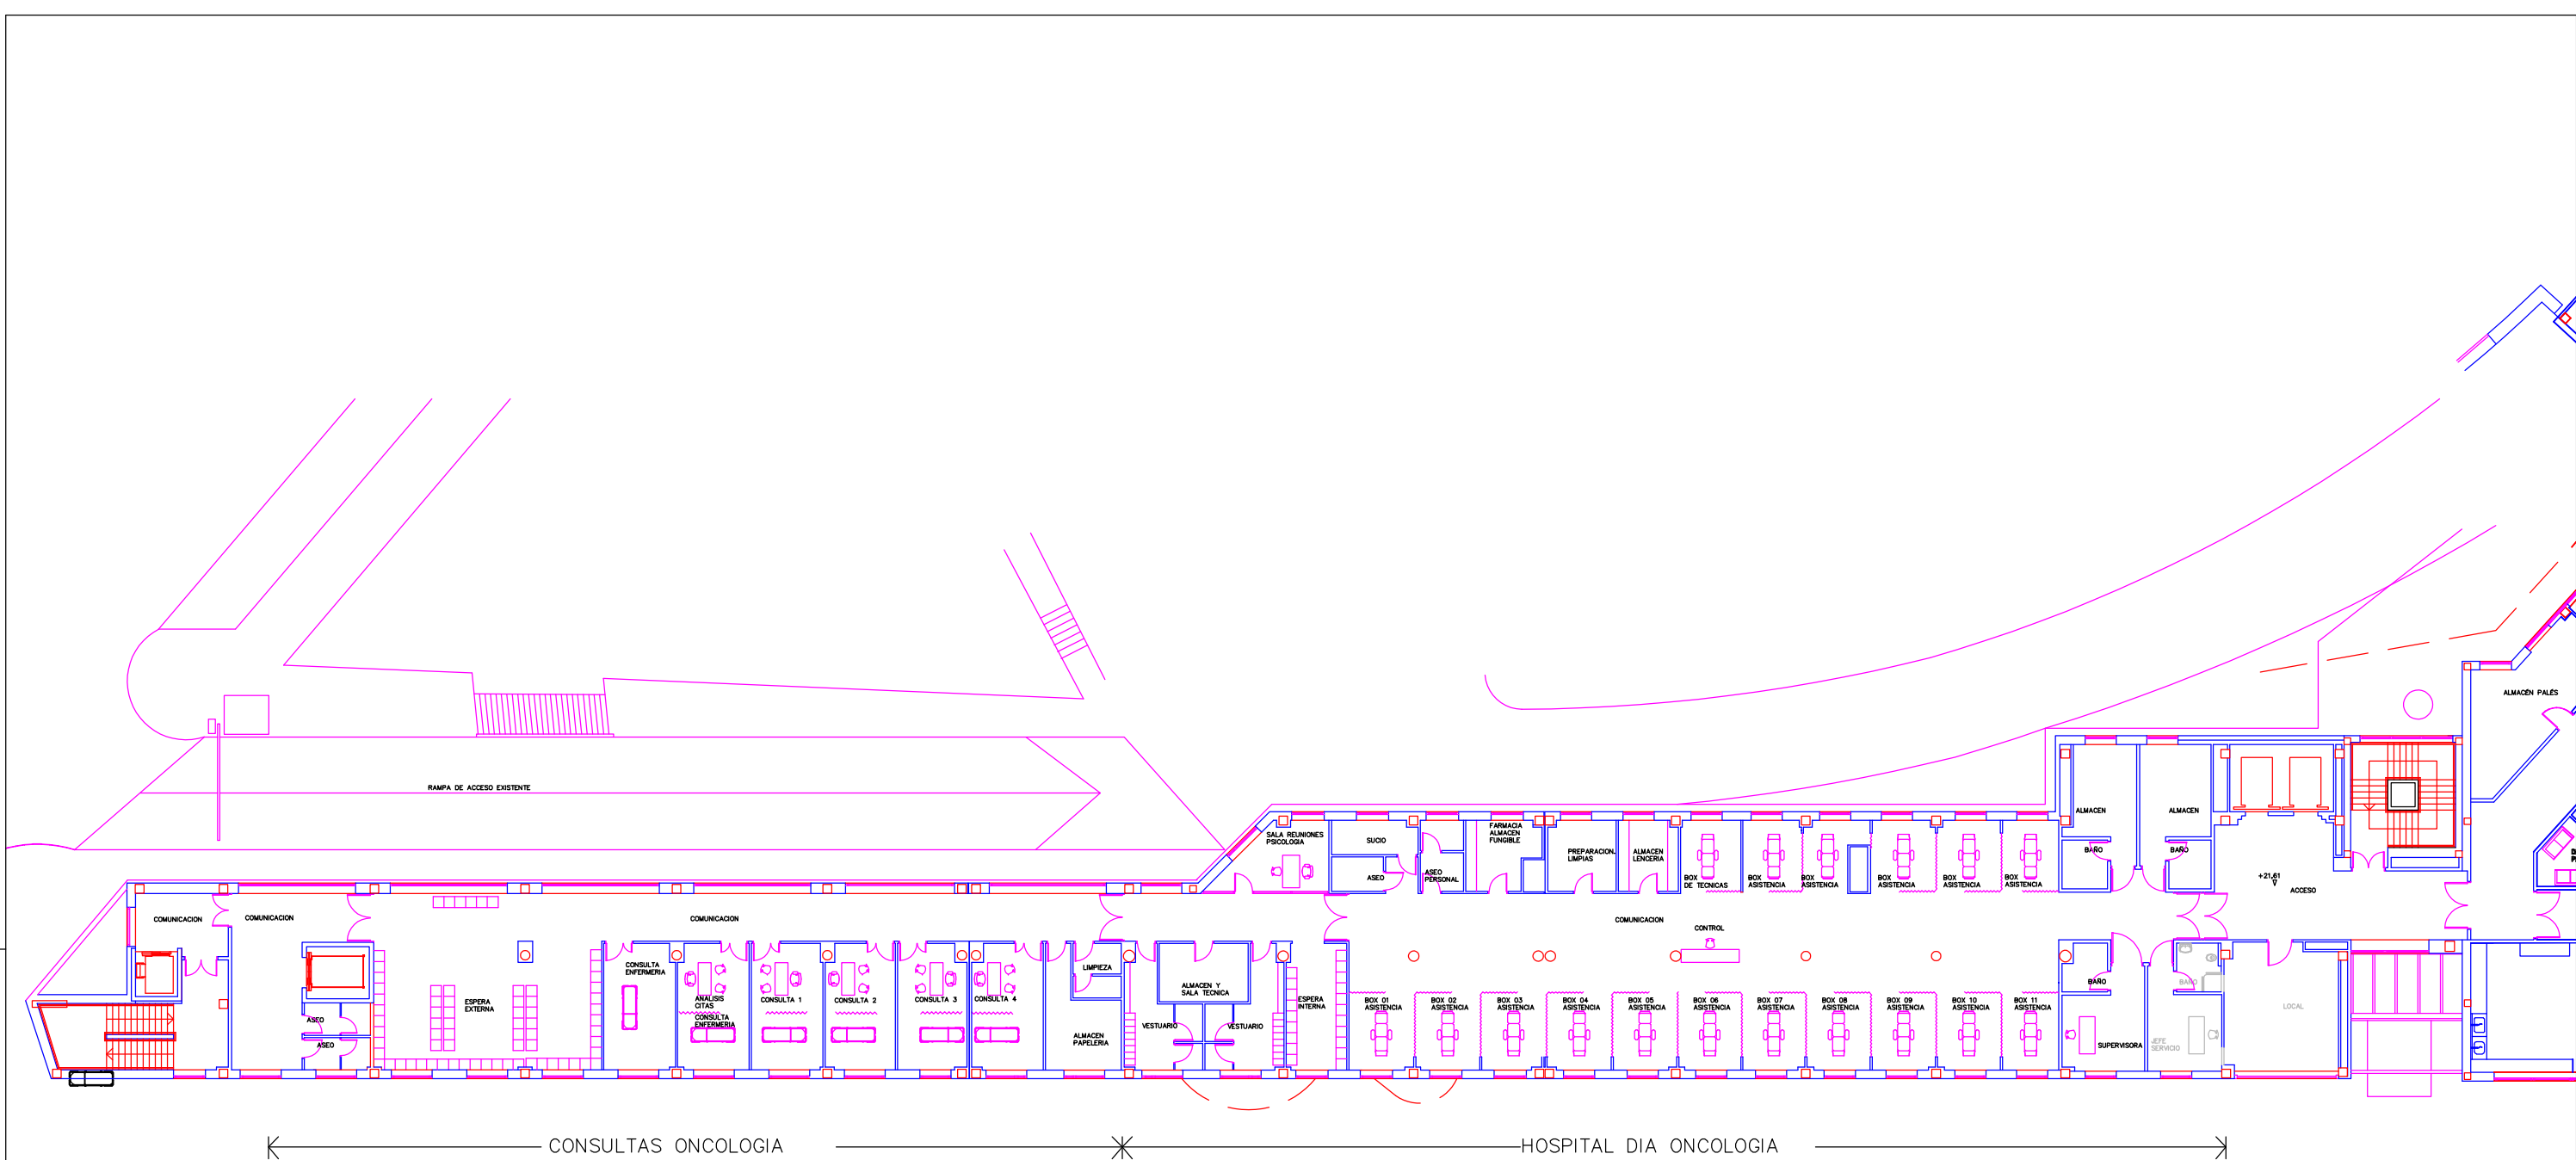 ALMACÉN PALÉS
RAMPA DE ACCESO EXISTENTE
ALMACEN
ALMACEN
SALA REUNIONES
PSICOLOGIA
SUCIO
FARMACIA
ALMACEN
FUNGIBLE
PREPARACION.
LIMPIAS
ALMACEN
LENCERIA
BAÑO
BAÑO
ASEO
ASEO
PERSONAL
BOX
DE TECNICAS
BOX
ASISTENCIA
BOX
ASISTENCIA
BOX
ASISTENCIA
BOX
ASISTENCIA
BOX
ASISTENCIA
+21,61
ACCESO
COMUNICACION
COMUNICACION
COMUNICACION
COMUNICACION
CONTROL
CONSULTA
ENFERMERIA
LIMPIEZA
BAÑO
BAÑO
ALMACEN Y
SALA TECNICA
ESPERA
EXTERNA
ANALISIS
CITAS
CONSULTA 1
CONSULTA 2
CONSULTA 3
CONSULTA 4
ESPERA
INTERNA
BOX 01
ASISTENCIA
BOX 02
ASISTENCIA
BOX 03
ASISTENCIA
BOX 04
ASISTENCIA
BOX 05
ASISTENCIA
BOX 06
ASISTENCIA
BOX 07
ASISTENCIA
BOX 08
ASISTENCIA
BOX 09
ASISTENCIA
BOX 10
ASISTENCIA
BOX 11
ASISTENCIA
LOCAL
ASEO
CONSULTA
ENFERMERIA
VESTUARIO
VESTUARIO
ASEO
ALMACEN
PAPELERIA
SUPERVISORA
JEFE
SERVICIO
CONSULTAS ONCOLOGIA
HOSPITAL DIA ONCOLOGIA